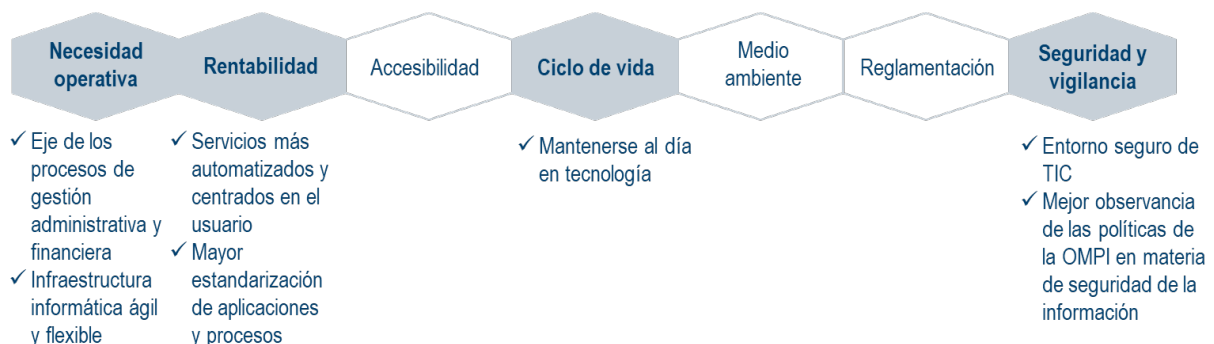 Necesidad
operativa
Rentabilidad
Accesibilidad
Ciclo de vida
Medio
ambiente
Reglamentación
Seguridad y
vigilancia
✓ Eje de los
procesos de
gestión
administrativa y
financiera
✓ Infraestructura
informática ágil
y flexible
✓ Servicios más
automatizados y
centrados en el
usuario
✓ Mayor
estandarización
de aplicaciones
y procesos
✓ Mantenerse al día
en tecnología
✓ Entorno seguro de
TIC
✓ Mejor observancia
de las políticas de
la OMPI en materia
de seguridad de la
información